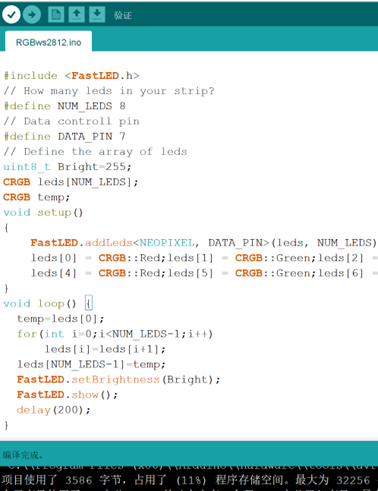 验证
RGBws2812.ino
#include <FastLED.h>
// How many leds in your strip?
#define NUM_LEDS 8
// Data controll pin
#define DATA_PIN 7
// Define the array of leds
uint8_t Bright=255;
CRGB leds[NUM_LEDS];
CRGB temp;
void setup()
{
FastLED.addLeds<NEOPIXEL, DATA_PIN>(leds, NUM_LEDS)
leds[0] = CRGB::Red;leds[1] = CRGB::Green;leds[2] =
leds[4] = CRGB::Red;leds[5] = CRGB::Green;leds[6] =
}
void loop() {
temp=leds[0];
for(int i=0;i<NUM_LEDS-1;i++)
leds[i]=leds[i+1];
leds[NUM_LEDS-1]=temp;
FastLED.setBrightness(Bright);
FastLED.show();
delay(200);
}
编译完成。
项目使用了 3586 字节，占用了 (11%) 程序存储空间。最大为 32256